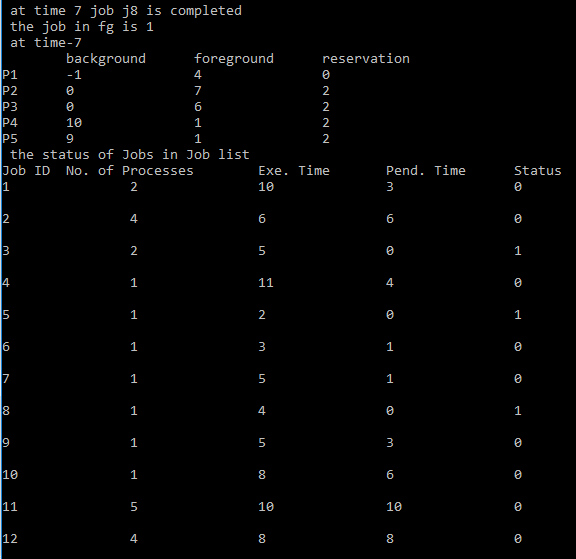 at time 7 job j8 is completed
the job in fg is 1
at time-7
background foreground reservation
P1 -1 4 0
P2 0 7 2
P3 0 6 2
P4 10 1 2
P5 9 1 2
the status of Jobs in Job list
Job ID No. of Processes Exe. Time Pend. Time Status
1 2 10 3 0
2 4 6 6 0
3 2 5 0 1
4 1 11 4 0
5 1 2 0 1
6 1 3 1 0
7 1 5 1 0
8 1 4 0 1
9 1 5 3 0
10 1 8 6 0
11 5 10 10 0
12 4 8 8 0